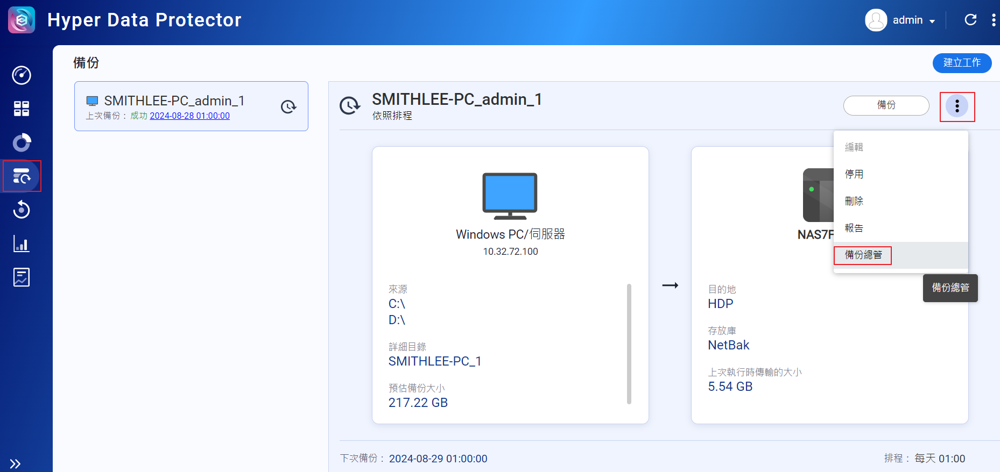 Hyper Data Protector
admin
備份
建立工作
SMITHLEE-PC_admin_1
上次備份： 成功 2024-08-28 01:00:00
SMITHLEE-PC_admin_1
依照排程
備份
編輯
停用
刪除
報告
備份總管
備份總管
Windows PC/伺服器
10.32.72.100
來源
C:\
D:\
詳細目錄
SMITHLEE-PC_1
預估備份大小
217.22 GB
NAS7F
目的地
HDP
存放庫
NetBak
上次執行時傳輸的大小
5.54 GB
下次備份： 2024-08-29 01:00:00
排程： 每天 01:00